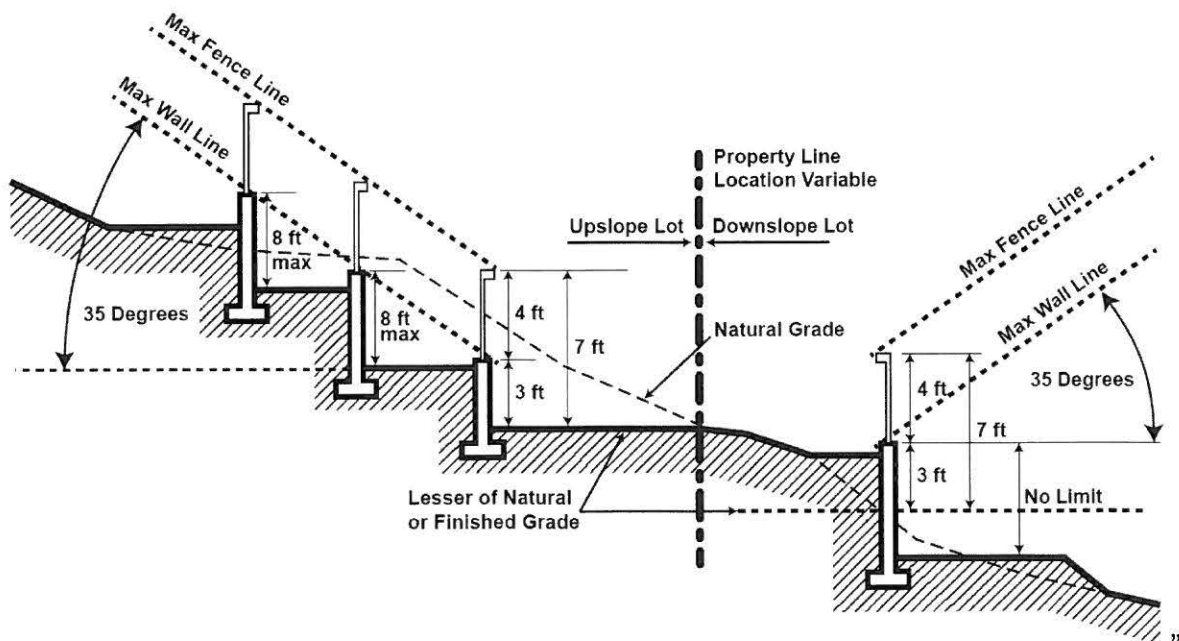 Max Fence Line
Max Wall Line
8 ft
max
35 Degrees
8 ft
max
4 ft
7 ft
3 ft
Property Line
Location Variable
Upslope Lot
Downslope Lot
Natural Grade
Lesser of Natural
or Finished Grade
Max Fence Line
Max Wall Line
35 Degrees
4 ft
7 ft
3 ft
No Limit
”